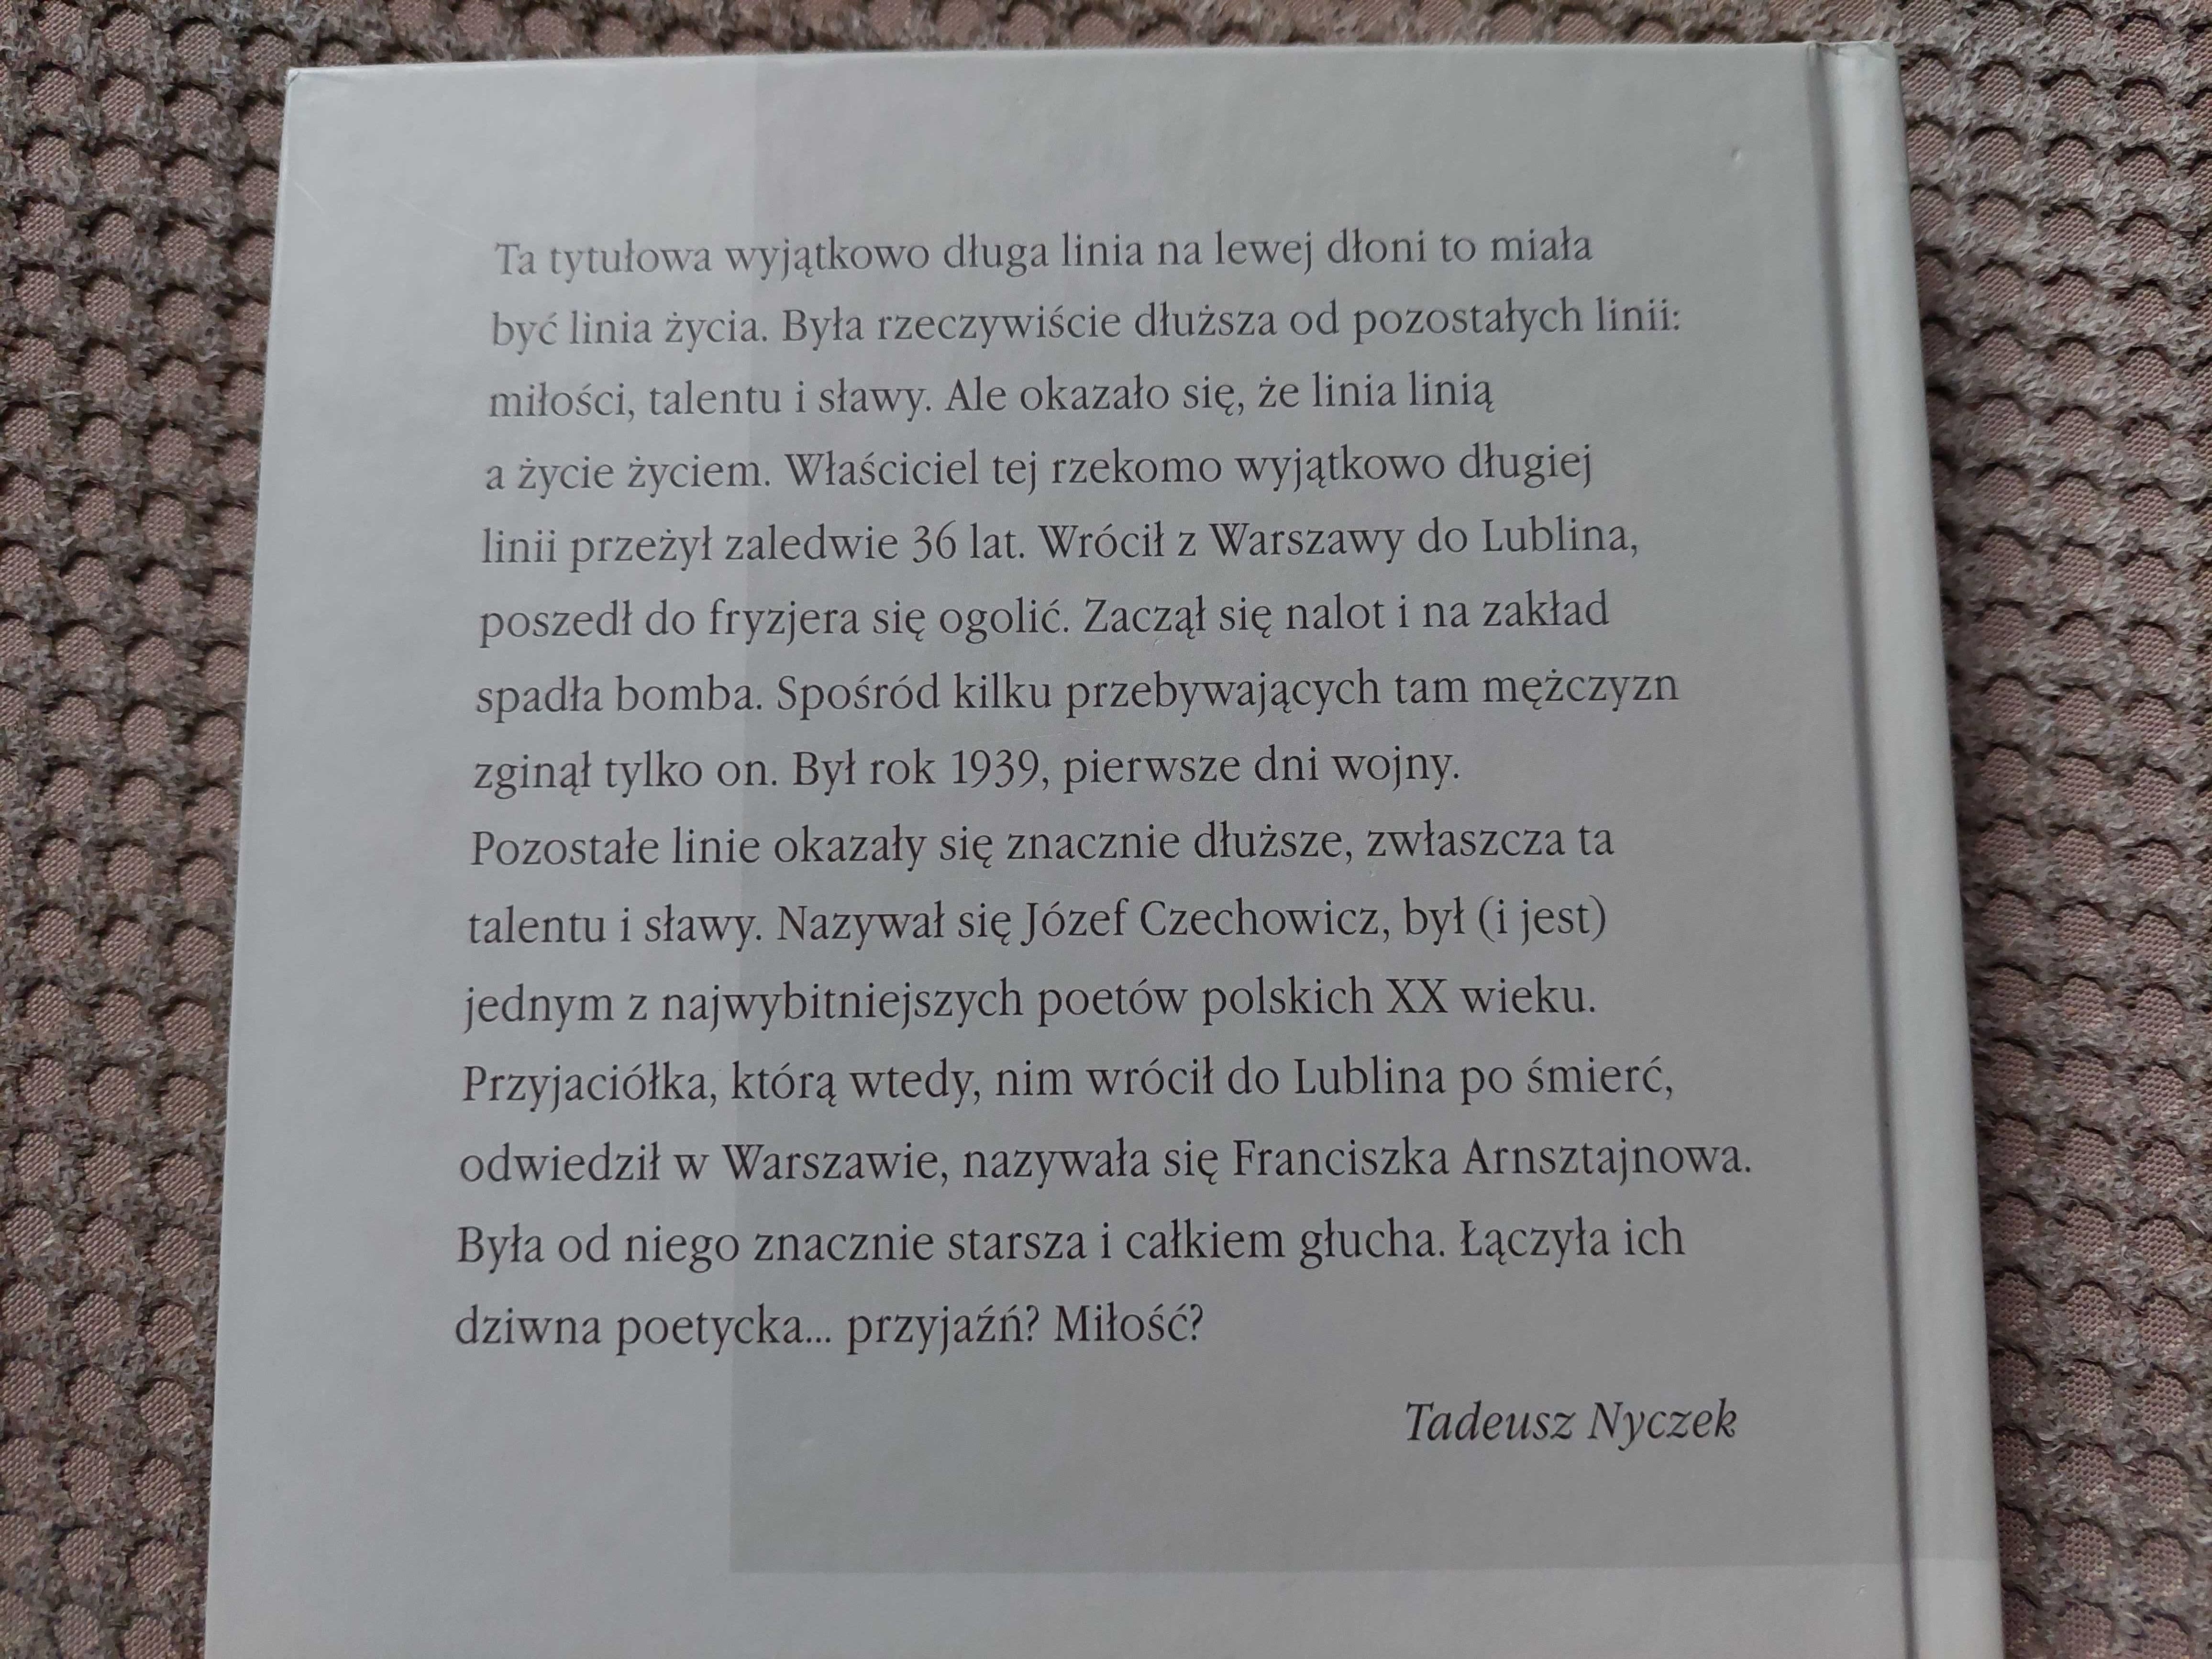 Ta tytułowa wyjątkowo długa linia na lewej dłoni to miała
być linia życia. Była rzeczywiście dłuższa od pozostałych linii:
miłości, talentu i sławy. Ale okazało się, że linia linią
a życie życiem. Właściciel tej rzekomo wyjątkowo długiej
linii przeżył zaledwie 36 lat. Wrócił z Warszawy do Lublina,
poszedł do fryzjera się ogolić. Zaczął się nalot i na zakład
spadła bomba. Spośród kilku przebywających tam mężczyzn
zginął tylko on. Był rok 1939, pierwsze dni wojny.
Pozostałe linie okazały się znacznie dłuższe, zwłaszcza ta
talentu i sławy. Nazywał się Józef Czechowicz, był (i jest)
jednym z najwybitniejszych poetów polskich XX wieku.
Przyjaciółka, którą wtedy, nim wrócił do Lublina po śmierć,
odwiedził w Warszawie, nazywała się Franciszka Arnsztajnowa.
Była od niego znacznie starsza i całkiem głucha. Łączyła ich
dziwna poetycka... przyjaźń? Miłość?
Tadeusz Nyczek